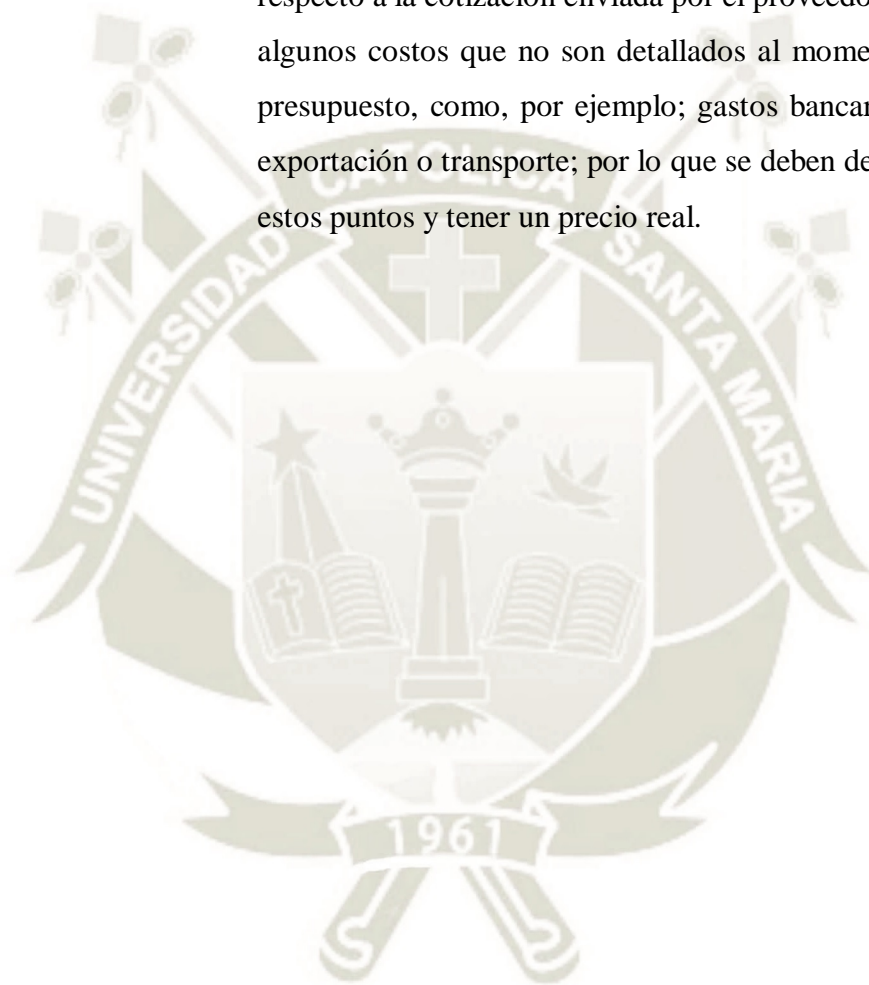 respecto a la cotización enviada por el proveedo
algunos costos que no son detallados al mome
presupuesto, como, por ejemplo; gastos bancar
exportación o transporte; por lo que se deben de
estos puntos y tener un precio real.
UNIVERSIDAD CATOLICA SANTA MARIA
1961